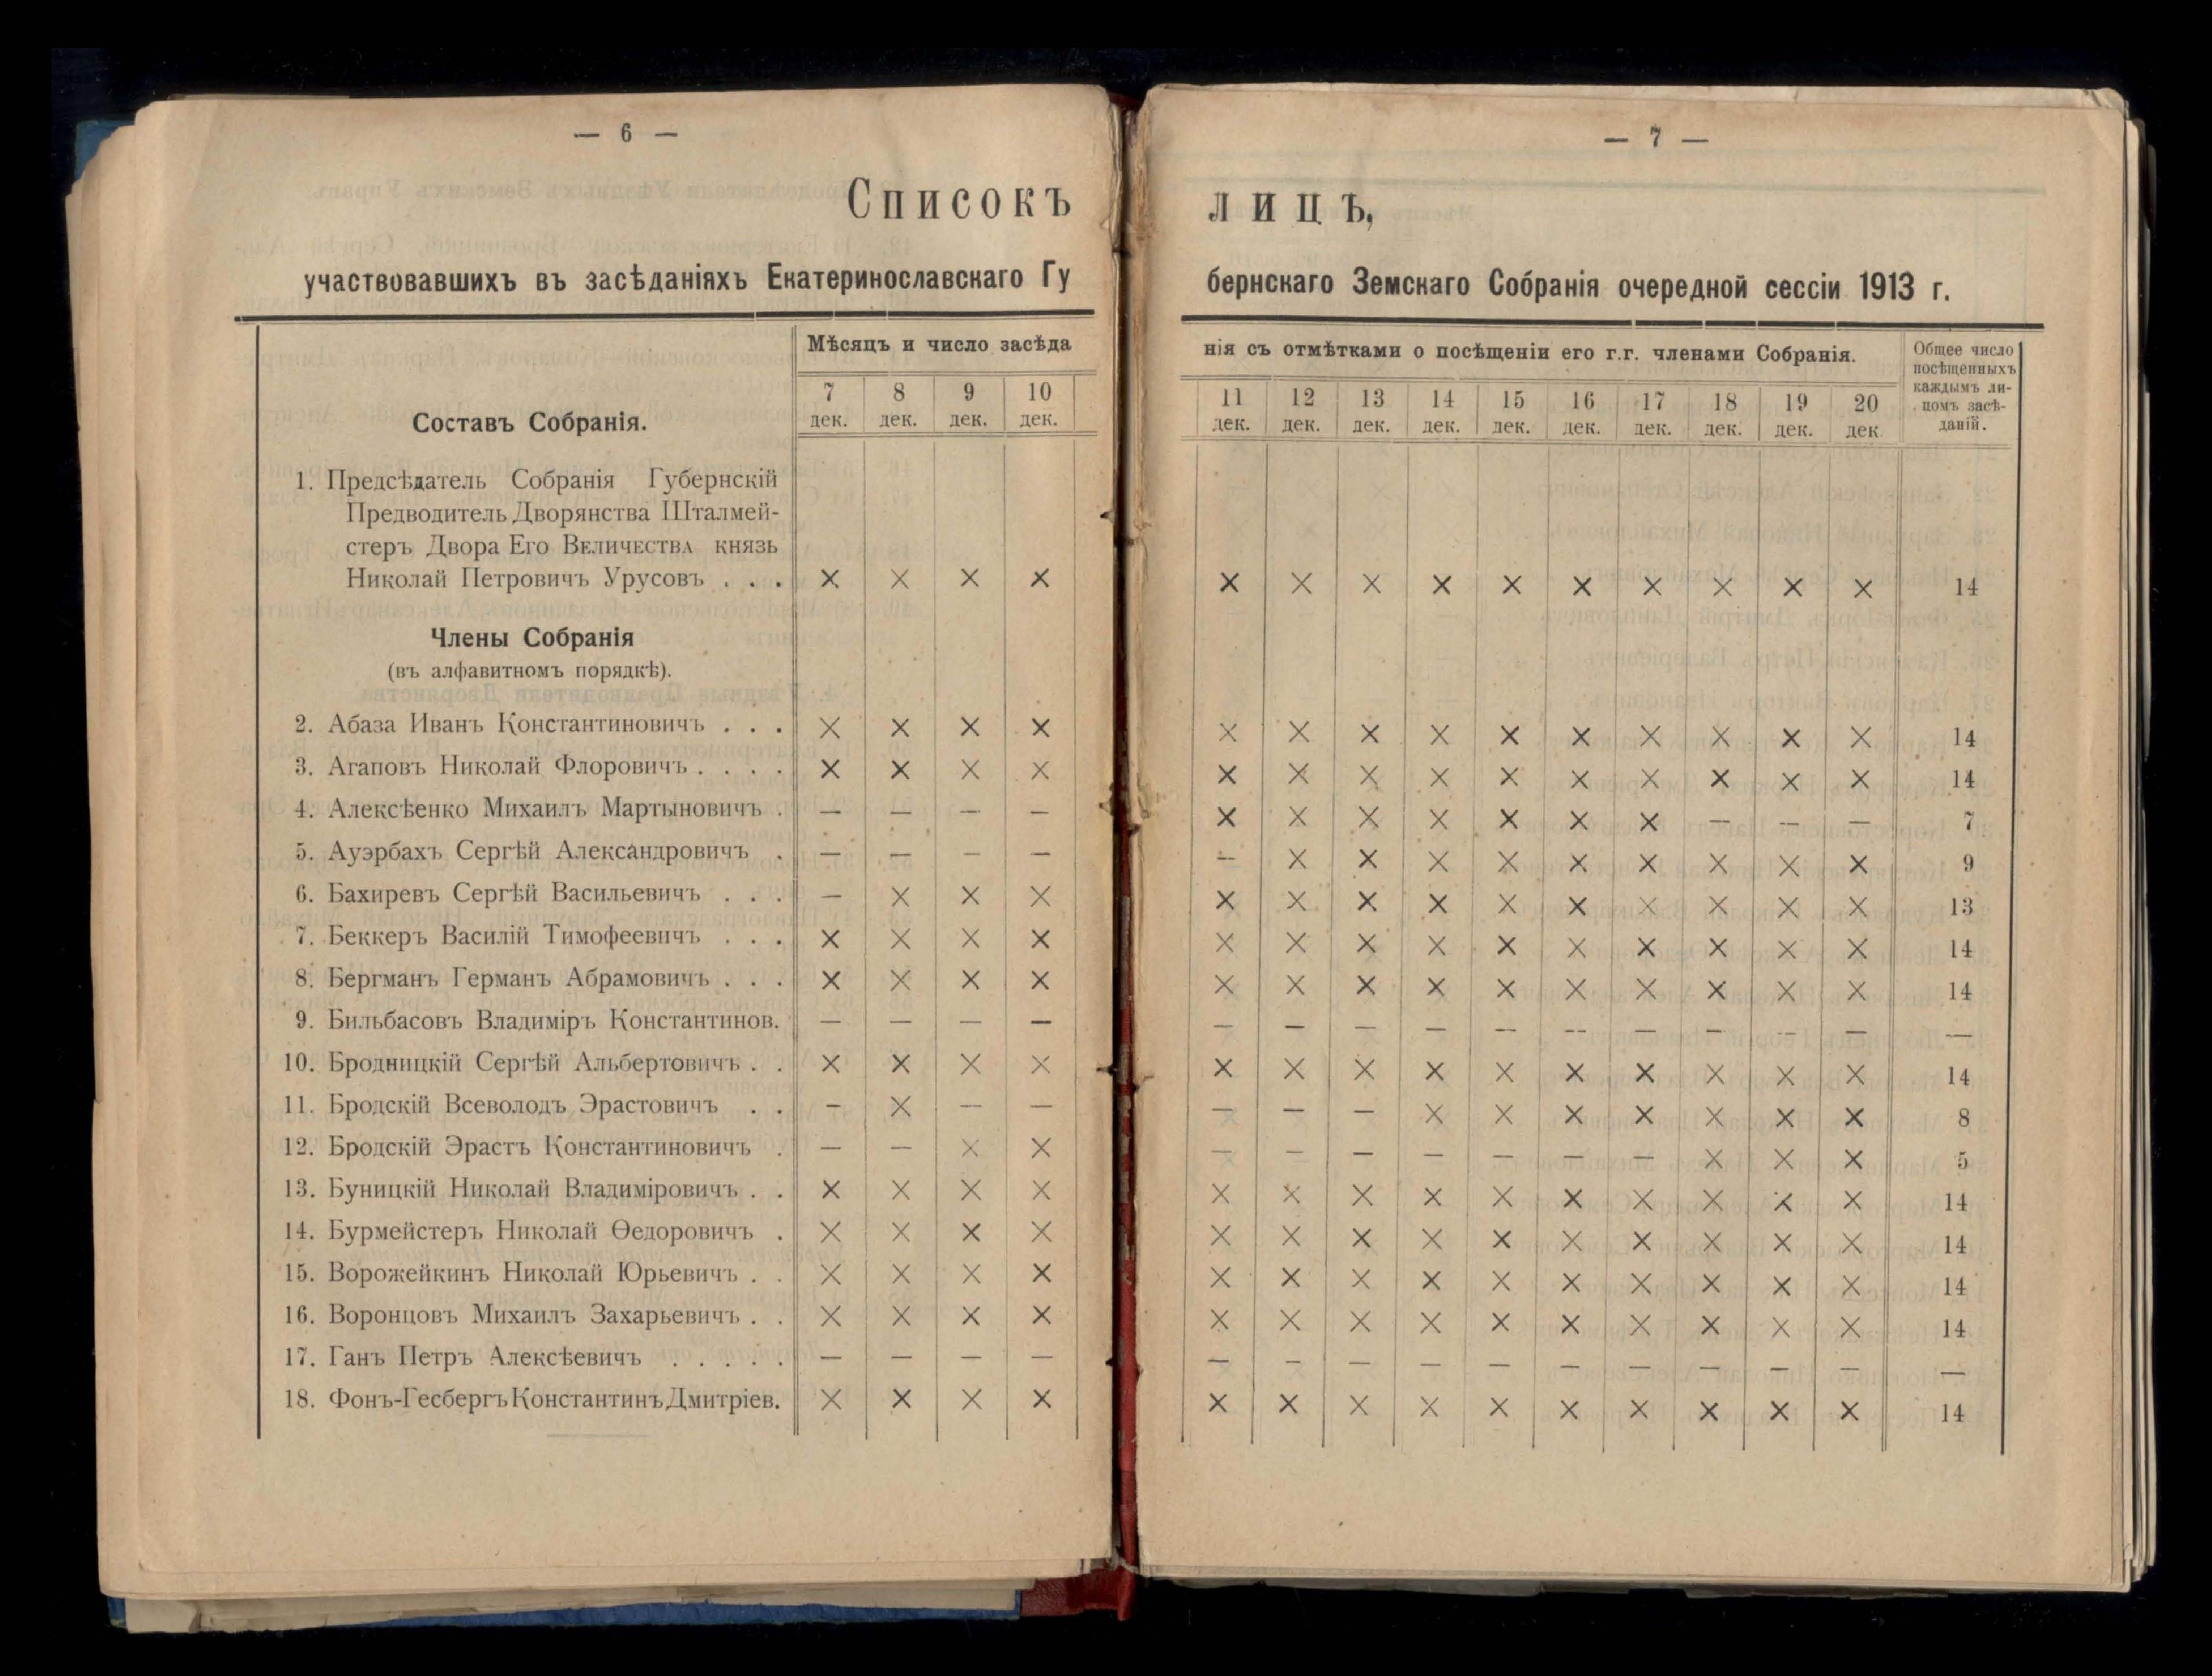 — 6 —
Списокъ
участвовавшихъ въ засѣданіяхъ Екатеринославскаго Гу
Мѣсяцъ и число засѣда
7 8 9 10
дек. дек. дек. дек.
Составъ Собранія.
1. Предсѣдатель Собранія Губернскій
Предводитель Дворянства Шталмей-
стеръ Двора Его Величества князь
Николай Петровичъ Урусовъ . . . × × × ×
Члены Собранія
(въ алфавитномъ порядкѣ).
2. Абаза Иванъ Константиновичъ . . . × × × ×
3. Агаповъ Николай Флоровичъ . . . . × × × ×
4. Алексѣенко Михаилъ Мартыновичъ . — — — —
5. Ауэрбахъ Сергѣй Александровичъ . — — — —
6. Бахиревъ Сергѣй Васильевичъ . . . — × × ×
7. Беккеръ Василій Тимофеевичъ . . . × × × ×
8. Бергманъ Германъ Абрамовичъ . . . × × × ×
9. Бильбасовъ Владиміръ Константинов. — — — —
10. Бродницкій Сергѣй Альбертовичъ . . × × × ×
11. Бродскій Всеволодъ Эрастовичъ . . — × — —
12. Бродскій Эрастъ Константиновичъ . — — × ×
13. Буницкій Николай Владиміровичъ . . × × × ×
14. Бурмейстеръ Николай Ѳедоровичъ . × × × ×
15. Ворожейкинъ Николай Юрьевичъ . . × × × ×
16. Воронцовъ Михаилъ Захарьевичъ . . × × × ×
17. Ганъ Петръ Алексѣевичъ . . . . . — — — —
18. Фонъ-Гесбергъ Константинъ Дмитріев. × × × ×
— 7 —
лицъ,
бернскаго Земскаго Собранія очередной сессіи 1913 г.
нія съ отмѣтками о посѣщеніи его г.г. членами Собранія.
Общее число
посѣщенныхъ
каждымъ ли-
цомъ засѣ-
даній.
11 12 13 14 15 16 17 18 19 20
дек. дек. дек. дек. дек. дек. дек. дек. дек. дек
× × × × × × × × × × 14
× × × × × × × × × × 14
× × × × × × × × × × 14
× × × × × × × — — — 7
— × × × × × × × × × 9
× × × × × × × × × × 13
× × × × × × × × × × 14
× × × × × × × × × × 14
— — — — — — — — — — —
× × × × × × × × × × 14
— — — × × × × × × × 8
— — — — — — — × × × 5
× × × × × × × × × × 14
× × × × × × × × × × 14
× × × × × × × × × × 14
× × × × × × × × × × 14
— — — — — — — — — — —
× × × × × × × × × × 14